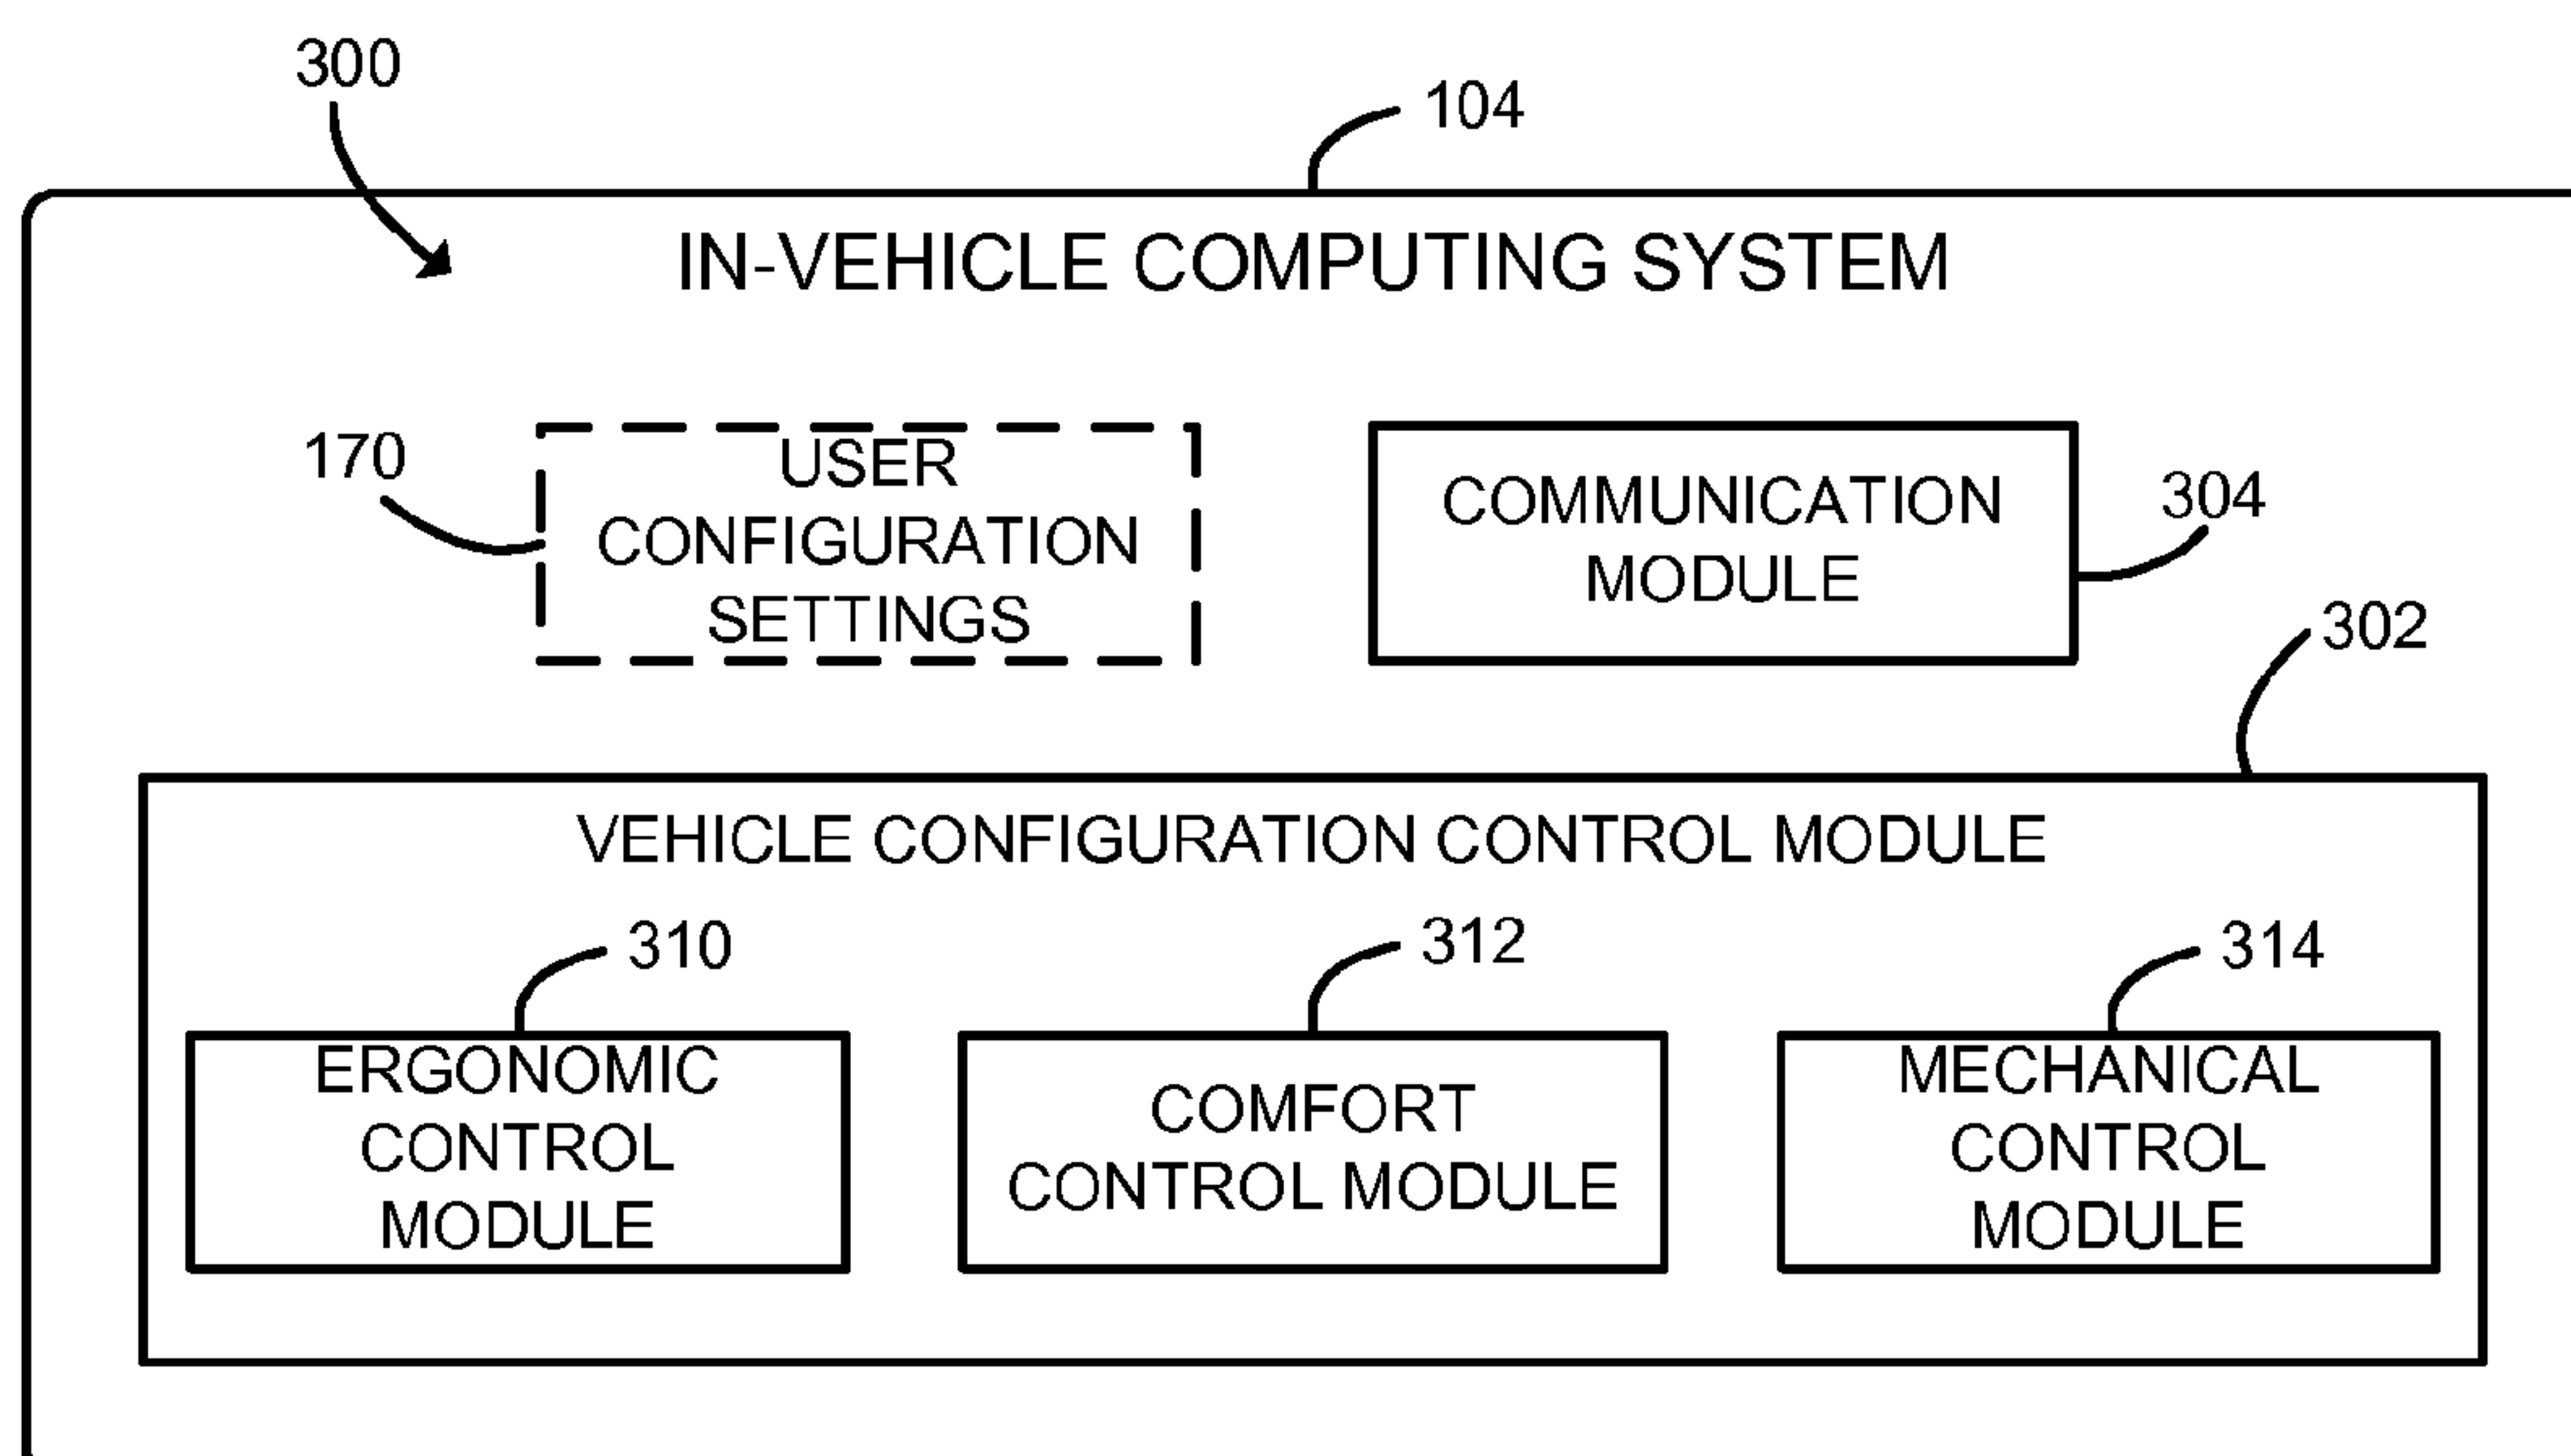 300
104
IN-VEHICLE COMPUTING SYSTEM
170
USER
CONFIGURATION
SETTINGS
COMMUNICATION
MODULE
304
302
VEHICLE CONFIGURATION CONTROL MODULE
310
312
314
ERGONOMIC
CONTROL
MODULE
COMFORT
CONTROL MODULE
MECHANICAL
CONTROL
MODULE